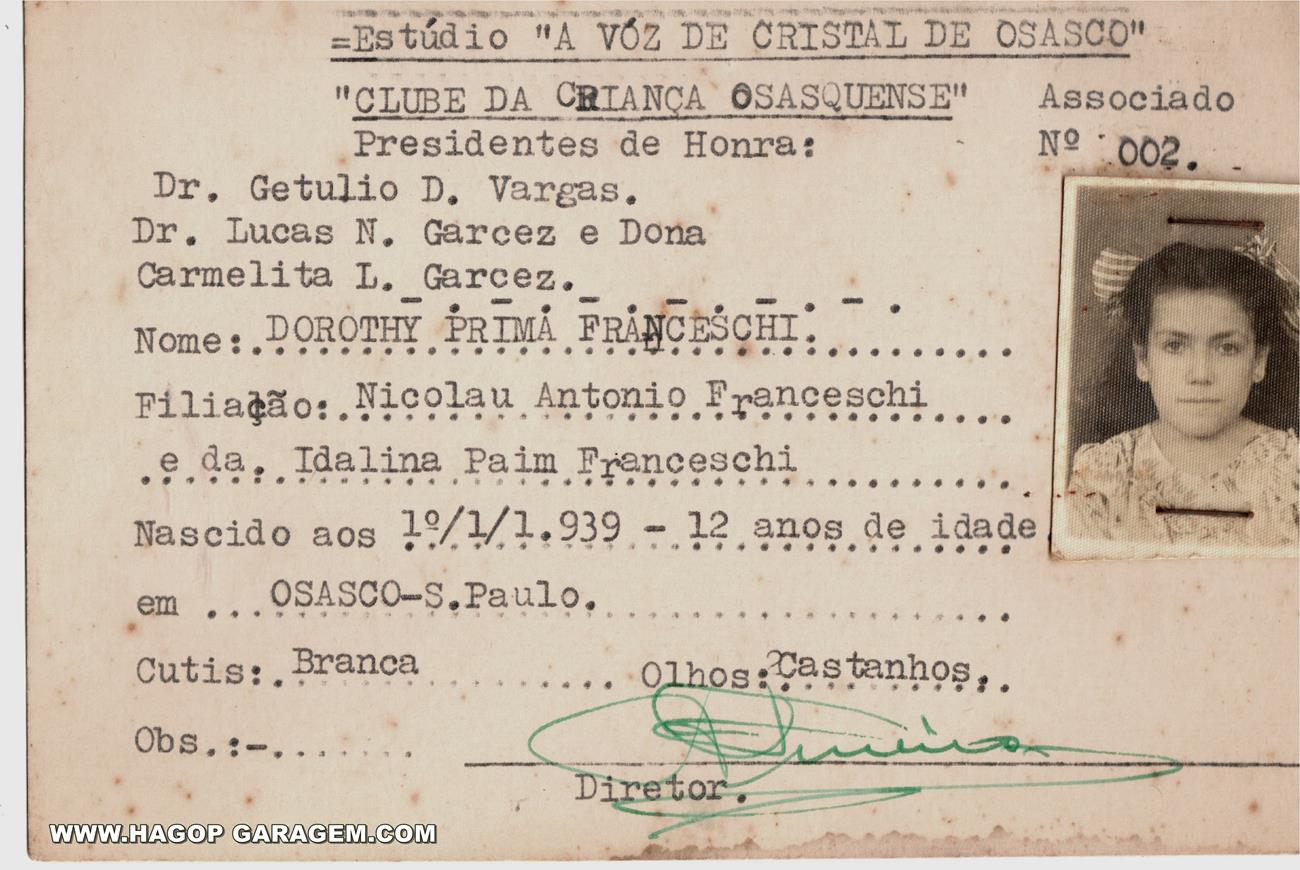 =Estúdio "A VÓZ DE CRISTAL DE OSASCO"
"CLUBE DA CRIANÇA OSASQUENSE" Associado
Presidentes de Honra: Nº 002.
Dr. Getulio D. Vargas.
Dr. Lucas N. Garcez e Dona
Carmelita L. Garcez.
Nome: DOROTHY PRIMA FRANCESCHI.
Filiação: Nicolau Antonio Franceschi
e da. Idalina Paim Franceschi
Nascido aos 1º/1/1.939 - 12 anos de idade
em ... OSASCO-S.Paulo.
Cutis: Branca Olhos: Castanhos.
Obs.:-.......
Diretor.
WWW.HAGOP GARAGEM.COM